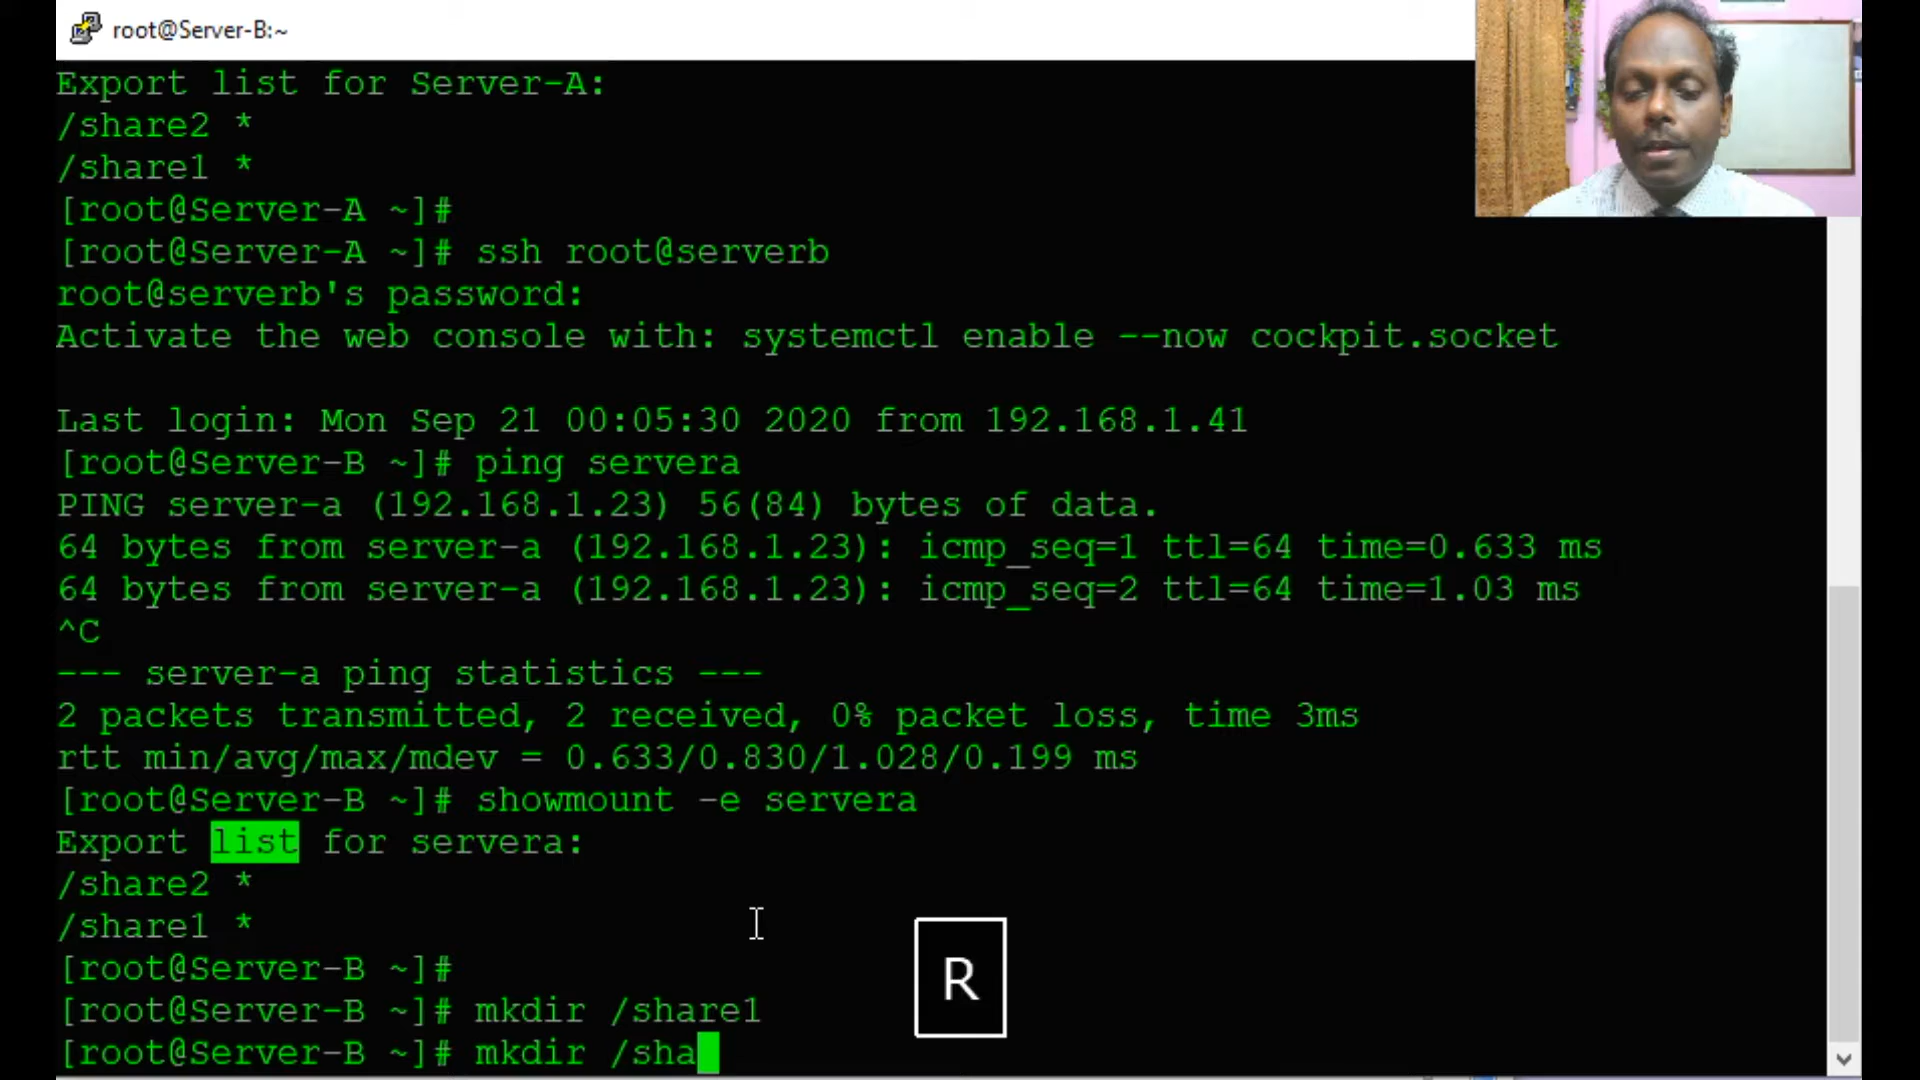 root@Server-B:~
Export list for Server-A:
/share2 *
/share1 *
[root@Server-A ~]#
[root@Server-A ~]# ssh root@serverb
root@serverb's password:
Activate the web console with: systemctl enable --now cockpit.socket
Last login: Mon Sep 21 00:05:30 2020 from 192.168.1.41
[root@Server-B ~]# ping servera
PING server-a (192.168.1.23) 56(84) bytes of data.
64 bytes from server-a (192.168.1.23): icmp_seq=1 ttl=64 time=0.633 ms
64 bytes from server-a (192.168.1.23): icmp_seq=2 ttl=64 time=1.03 ms
^C
--- server-a ping statistics ---
2 packets transmitted, 2 received, 0% packet loss, time 3ms
rtt min/avg/max/mdev = 0.633/0.830/1.028/0.199 ms
[root@Server-B ~]# showmount -e servera
Export list for servera:
/share2 *
/share1 *
[root@Server-B ~]#
[root@Server-B ~]# mkdir /share1
[root@Server-B ~]# mkdir /sha
R